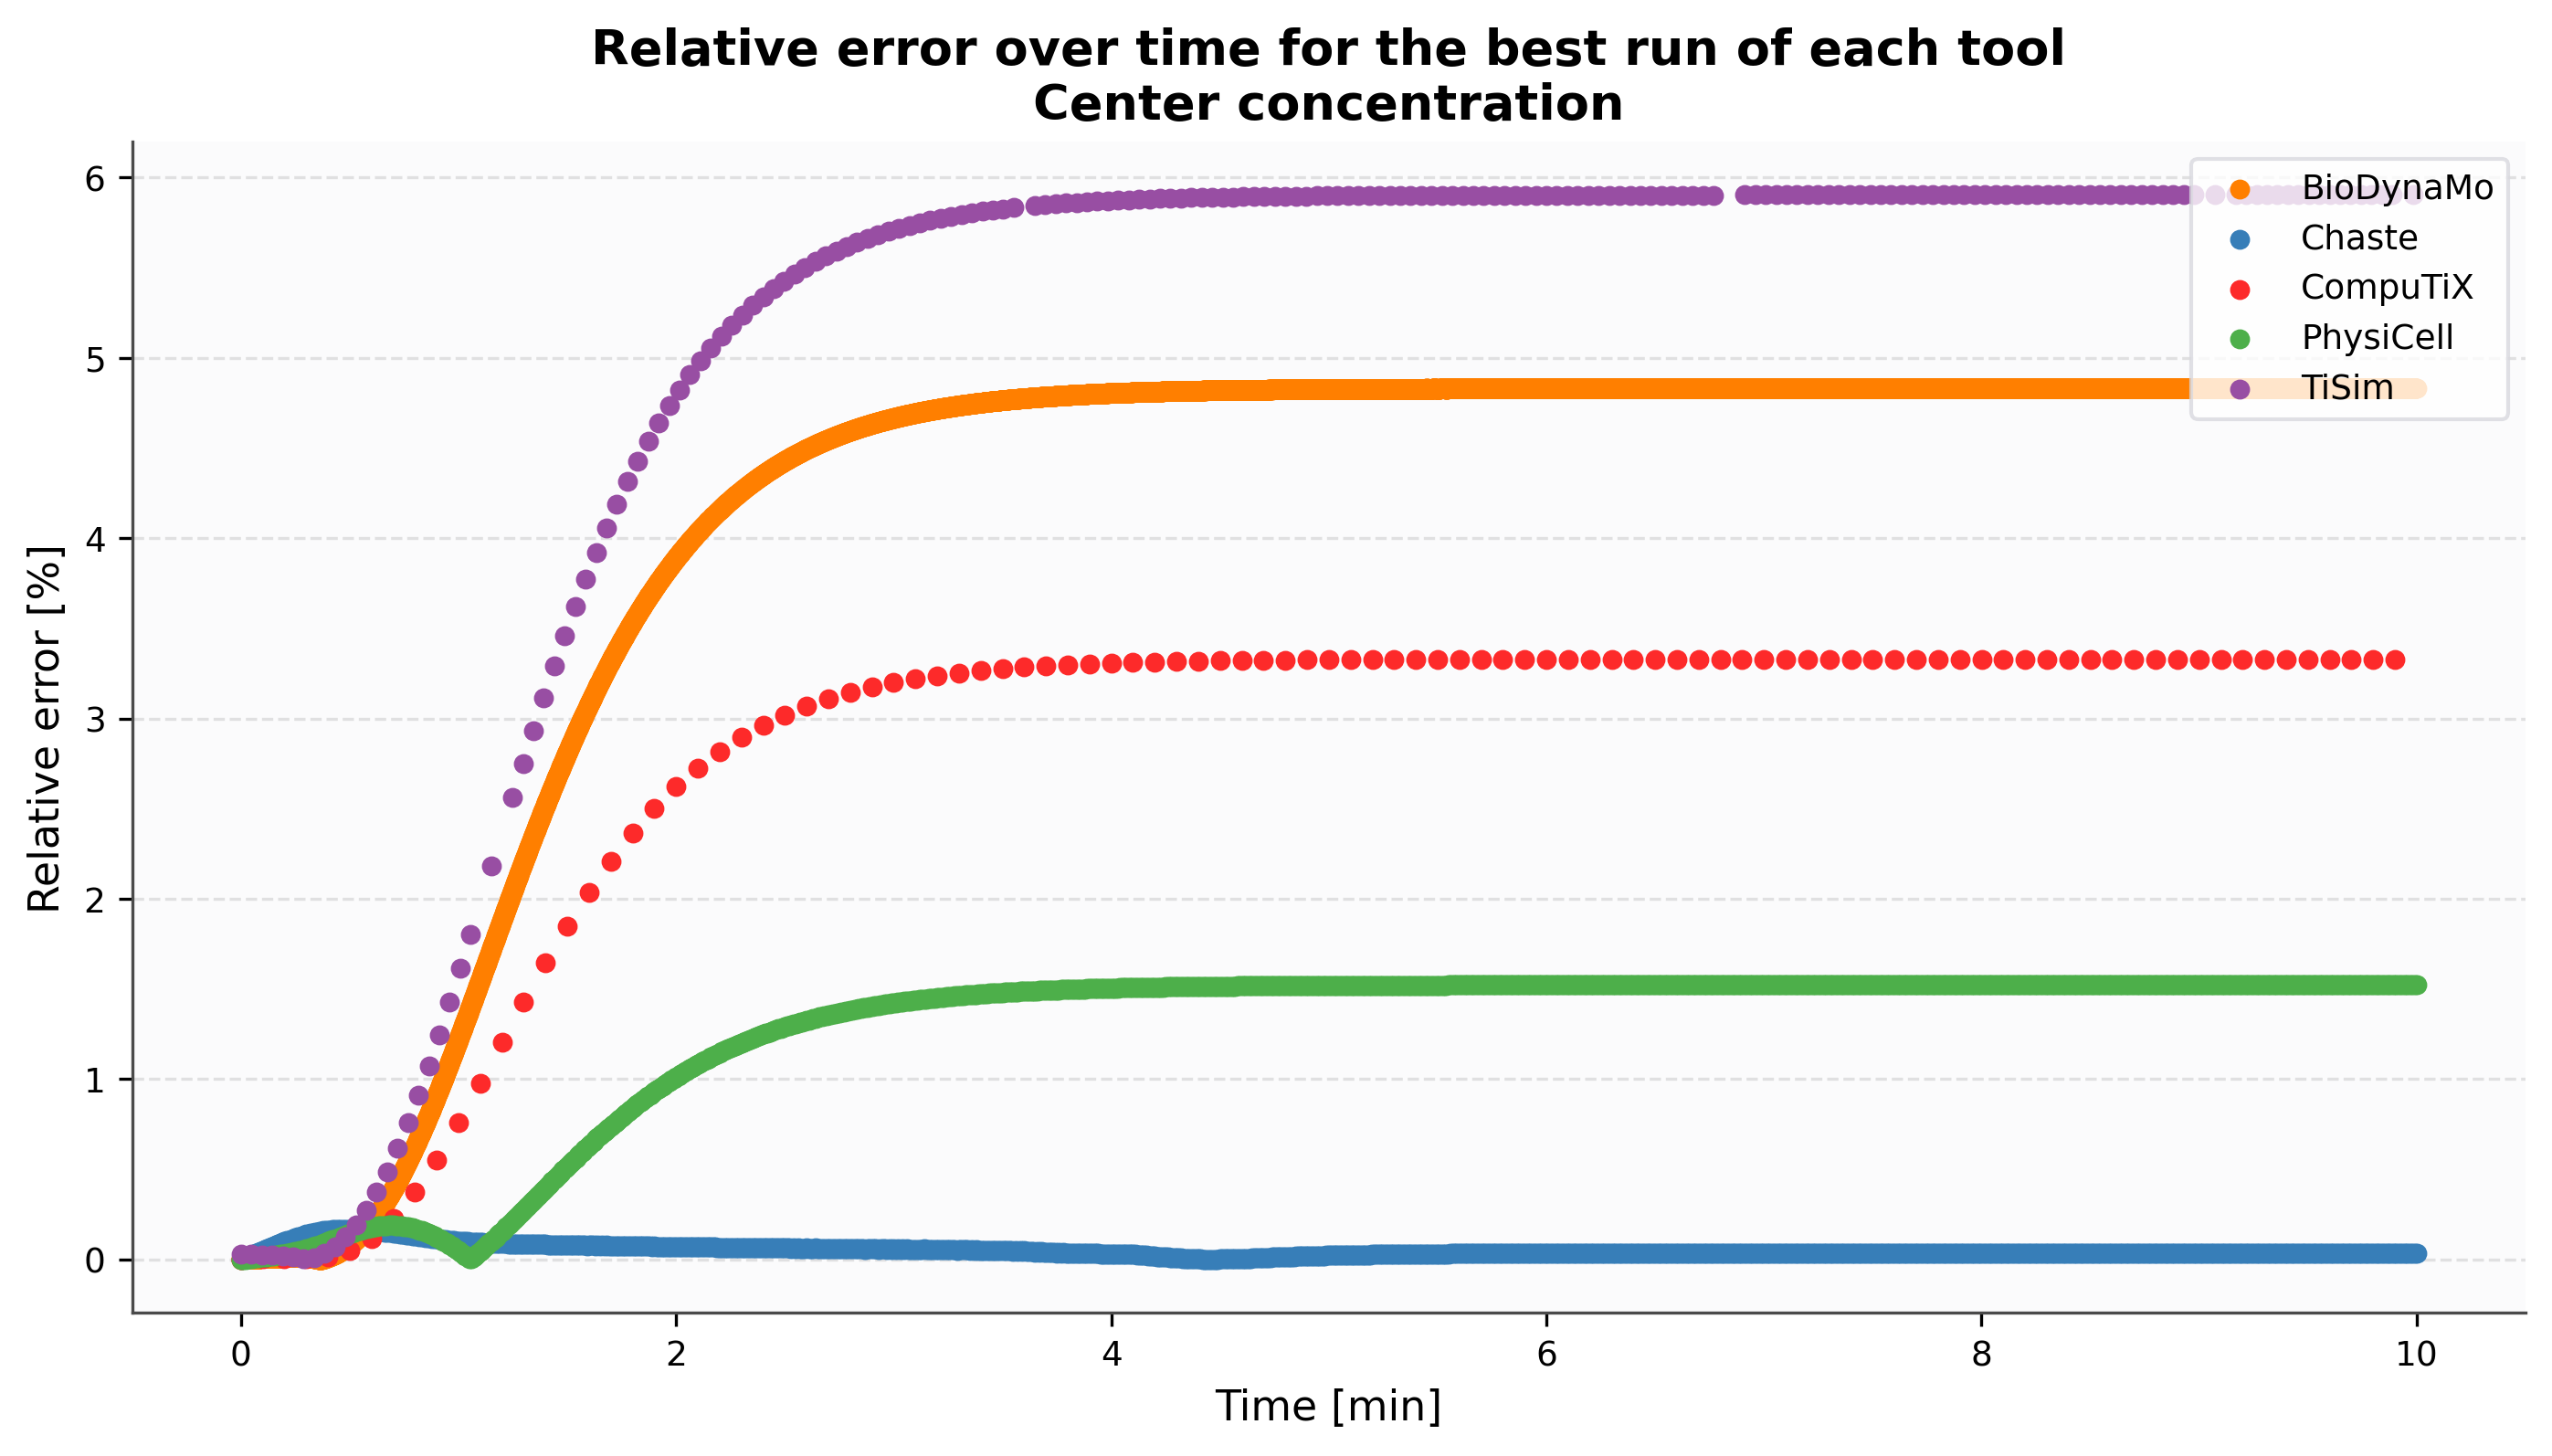 Relative error over time for the best run of each tool
Center concentration
6
5
4
3
2
1
0
Relative error [%]
BioDynaMo
Chaste
CompuTiX
PhysiCell
TiSim
0
2
4
6
8
10
Time [min]